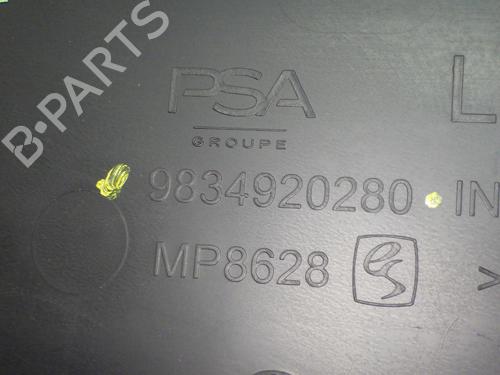 PSA L
GROUPE
9834920280 IN
MP8628 >
B-PARTS